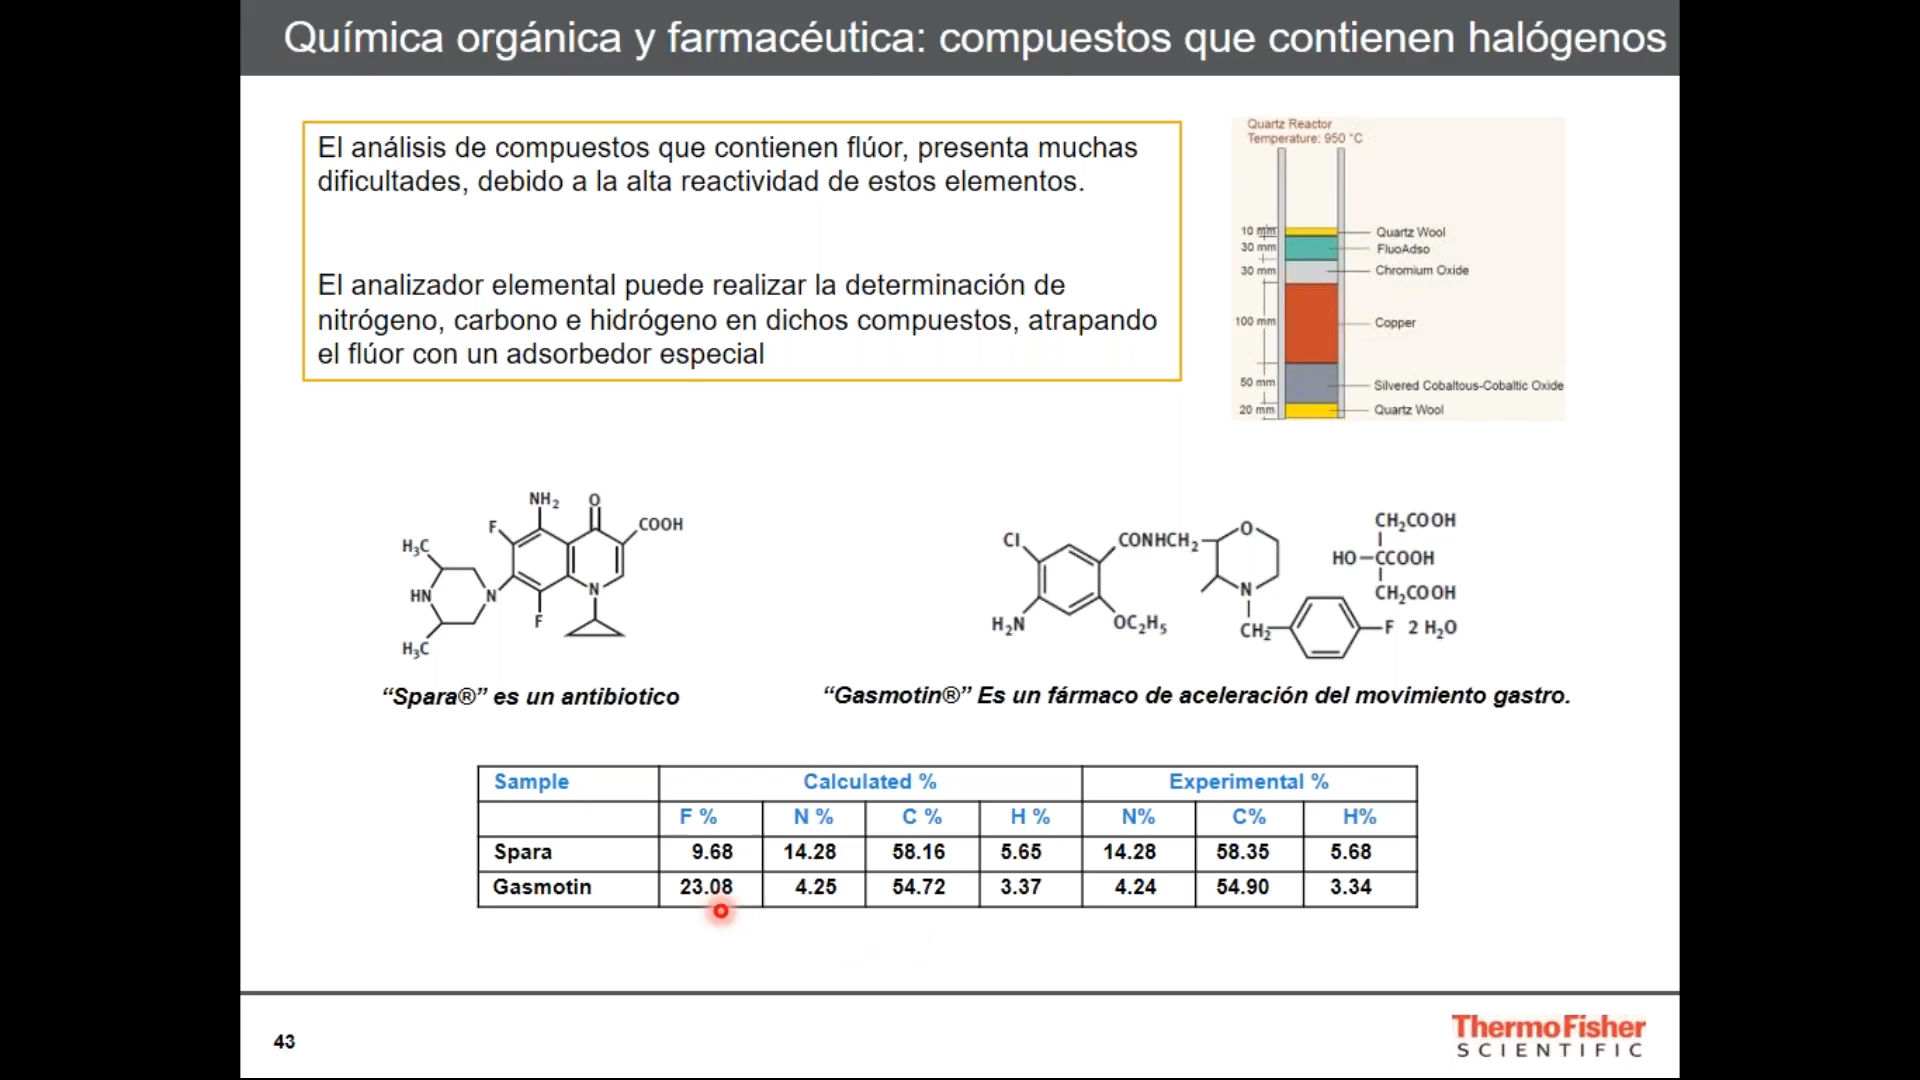 Química orgánica y farmacéutica: compuestos que contienen halógenos
El análisis de compuestos que contienen flúor, presenta muchas
dificultades, debido a la alta reactividad de estos elementos.
El analizador elemental puede realizar la determinación de
nitrógeno, carbono e hidrógeno en dichos compuestos, atrapando
el flúor con un adsorbedor especial
Quartz Reactor
Temperature: 950 °C
10 mm Quartz Wool
30 mm FluoAdso
30 mm Chromium Oxide
100 mm Copper
50 mm Silvered Cobaltous-Cobaltic Oxide
20 mm Quartz Wool
NH2 O
F COOH
H3C
HN N N
F
H3C
Cl CONHCH2 O
N
H2N OC2H5
CH2 F 2 H2O
CH2COOH
HO CCOOH
CH2COOH
“Spara®” es un antibiotico
“Gasmotin®” Es un fármaco de aceleración del movimiento gastro.
Sample Calculated % Experimental %
F % N % C % H % N% C% H%
Spara 9.68 14.28 58.16 5.65 14.28 58.35 5.68
Gasmotin 23.08 4.25 54.72 3.37 4.24 54.90 3.34
43
ThermoFisher
SCIENTIFIC